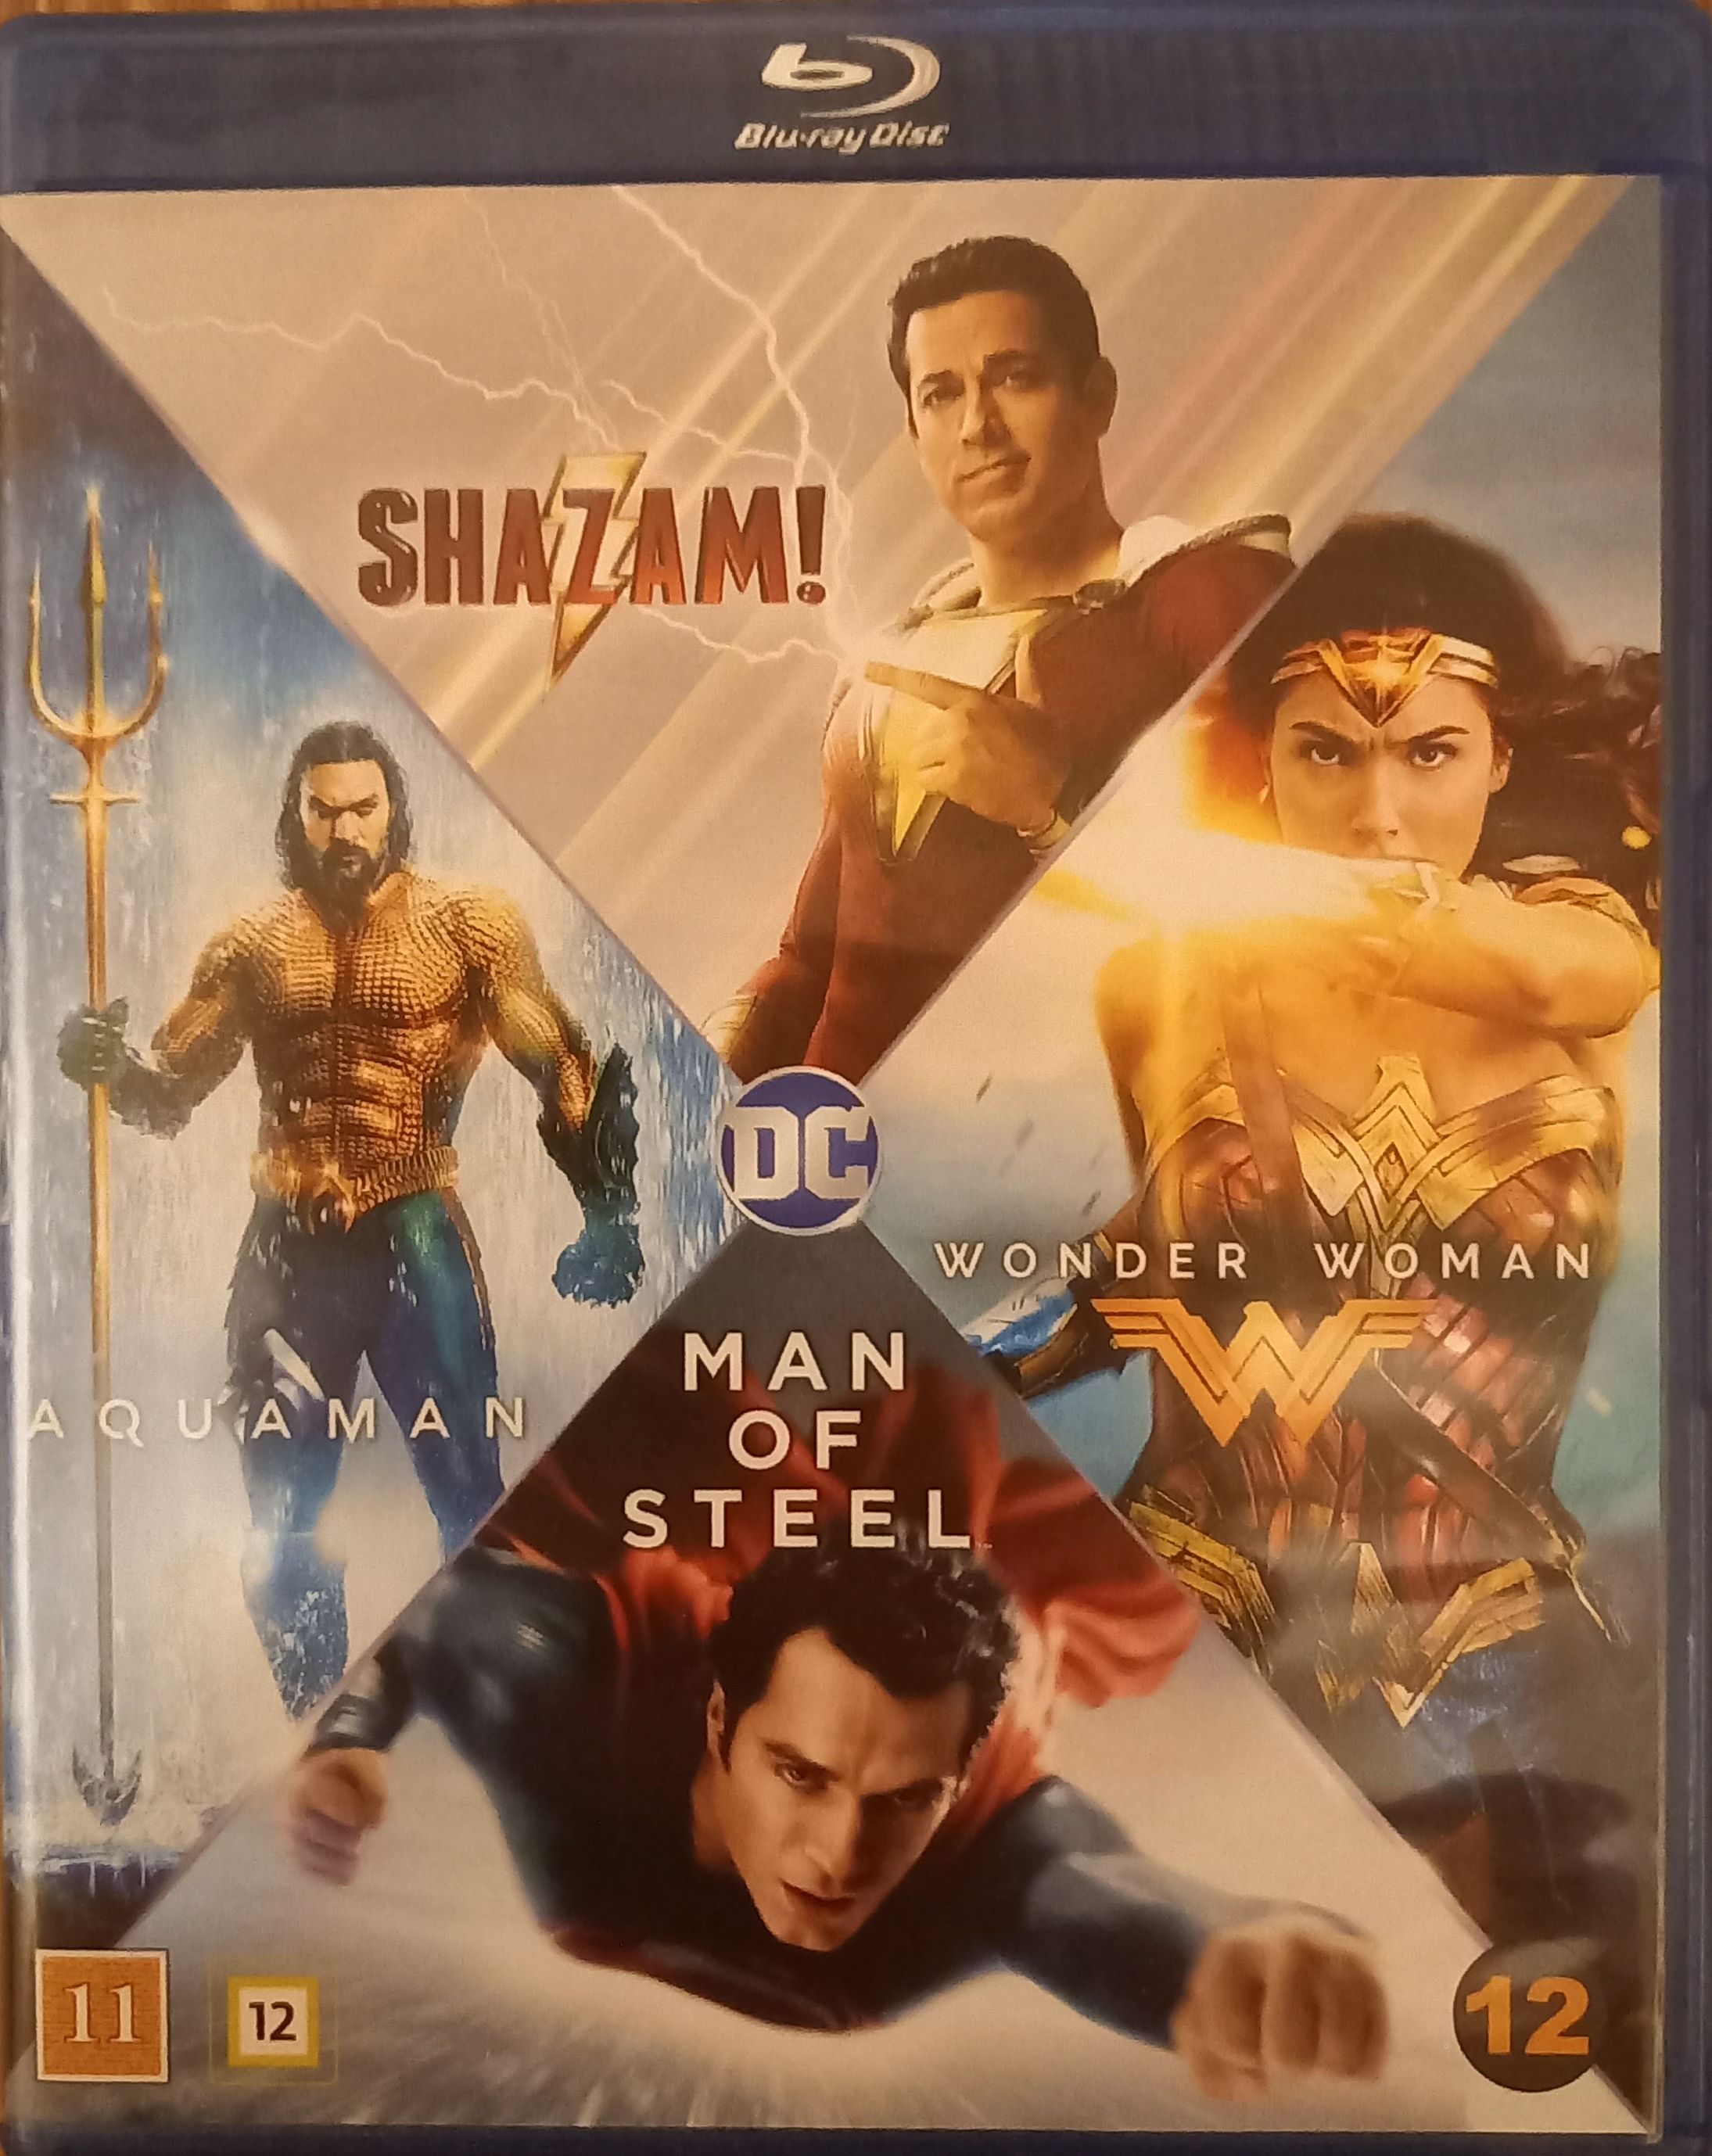 Blu-ray Disc
SHAZAM!
DC
WONDER WOMAN
W
MAN
OF
STEEL
AQUAMAN
11
12
12